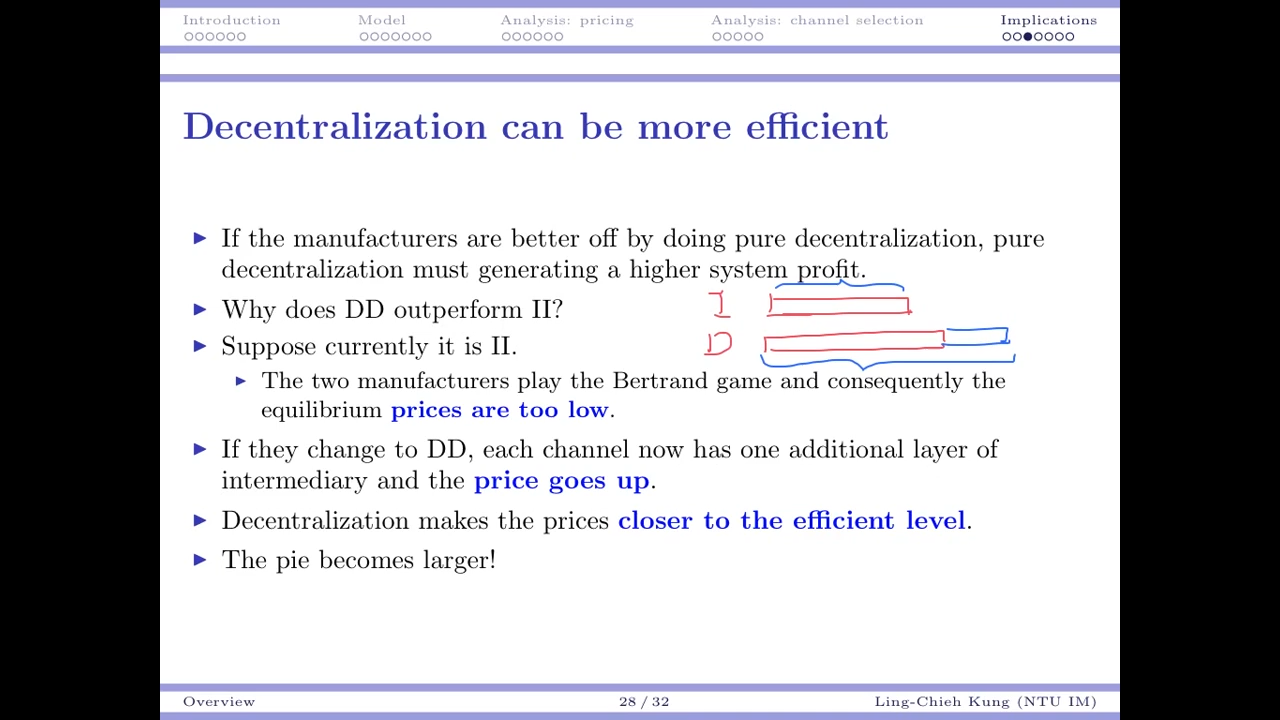 Introduction Model Analysis: pricing Analysis: channel selection Implications
Decentralization can be more efficient
If the manufacturers are better off by doing pure decentralization, pure
decentralization must generating a higher system profit.
Why does DD outperform II?
I
Suppose currently it is II.
D
The two manufacturers play the Bertrand game and consequently the
equilibrium prices are too low.
If they change to DD, each channel now has one additional layer of
intermediary and the price goes up.
Decentralization makes the prices closer to the efficient level.
The pie becomes larger!
Overview 28 / 32 Ling-Chieh Kung (NTU IM)